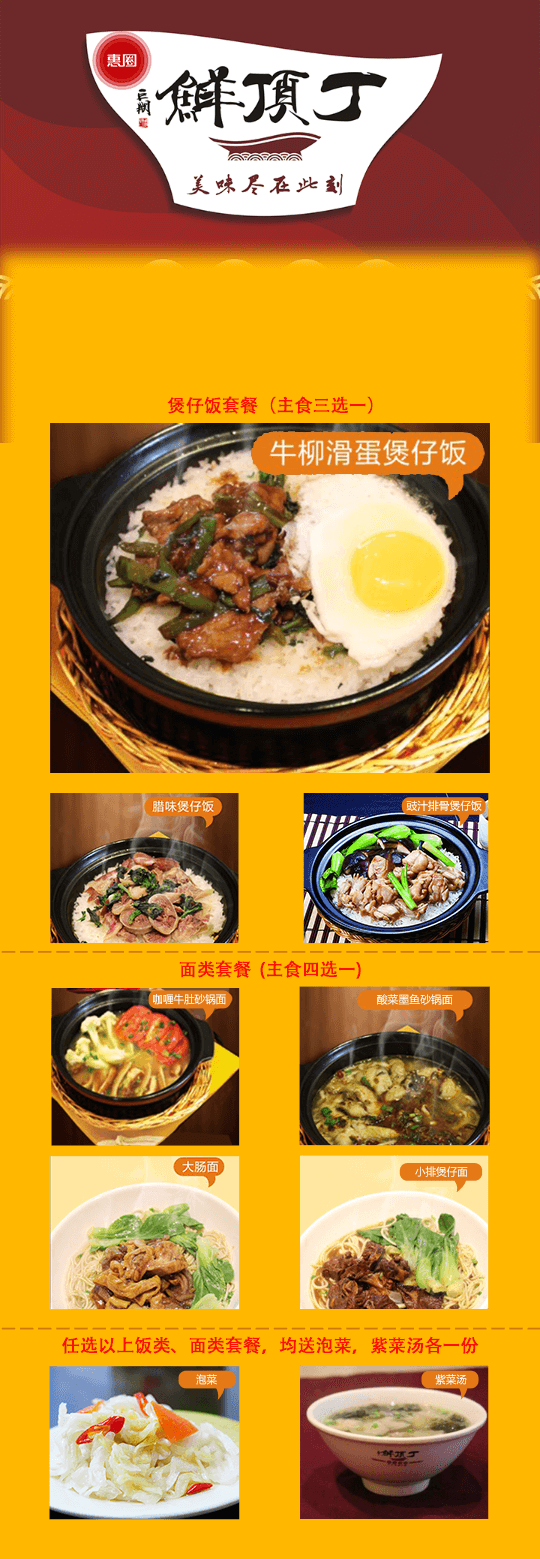 惠圈
鲜顶丁
美味尽在此刻
煲仔饭套餐（主食三选一）
牛柳滑蛋煲仔饭
腊味煲仔饭
豉汁排骨煲仔饭
面类套餐 (主食四选一)
咖喱牛肚砂锅面
酸菜墨鱼砂锅面
大肠面
小排煲仔面
任选以上饭类、面类套餐，均送泡菜，紫菜汤各一份
泡菜
紫菜汤
鲜顶丁